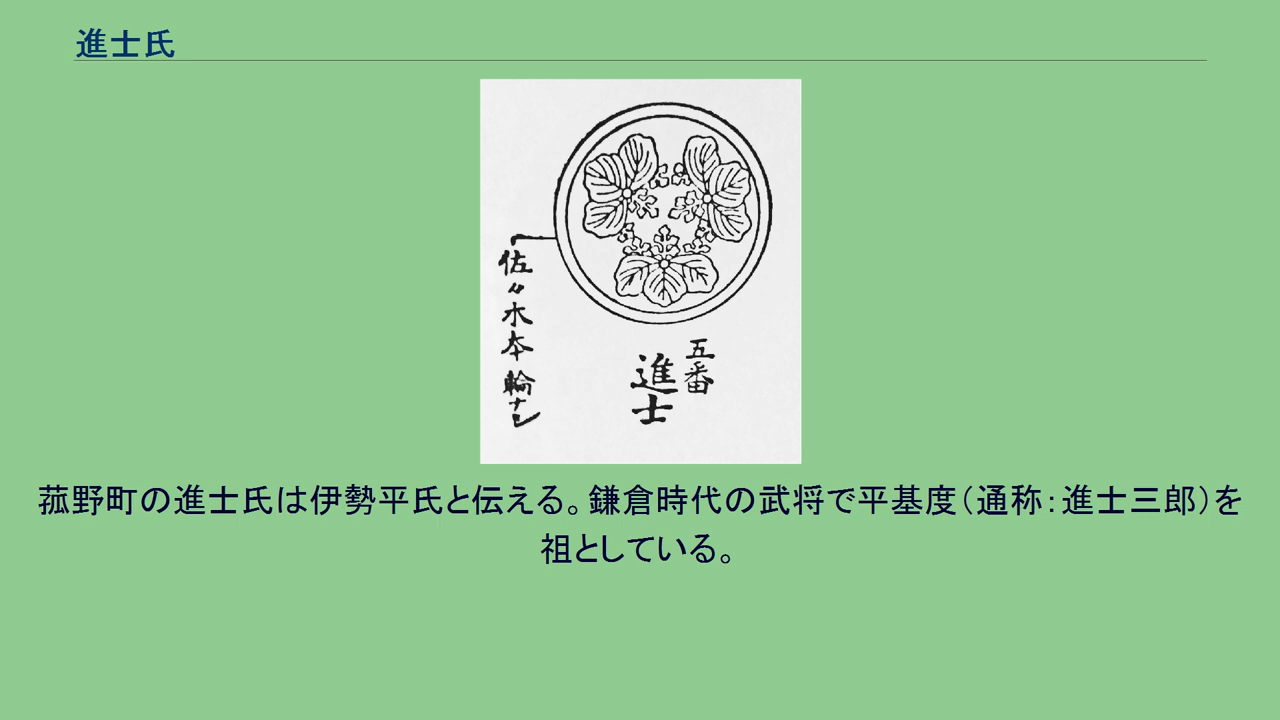 進士氏
五番
進士
佐々木本輪ナシ
菰野町の進士氏は伊勢平氏と伝える。鎌倉時代の武将で平基度(通称:進士三郎)を
祖としている。